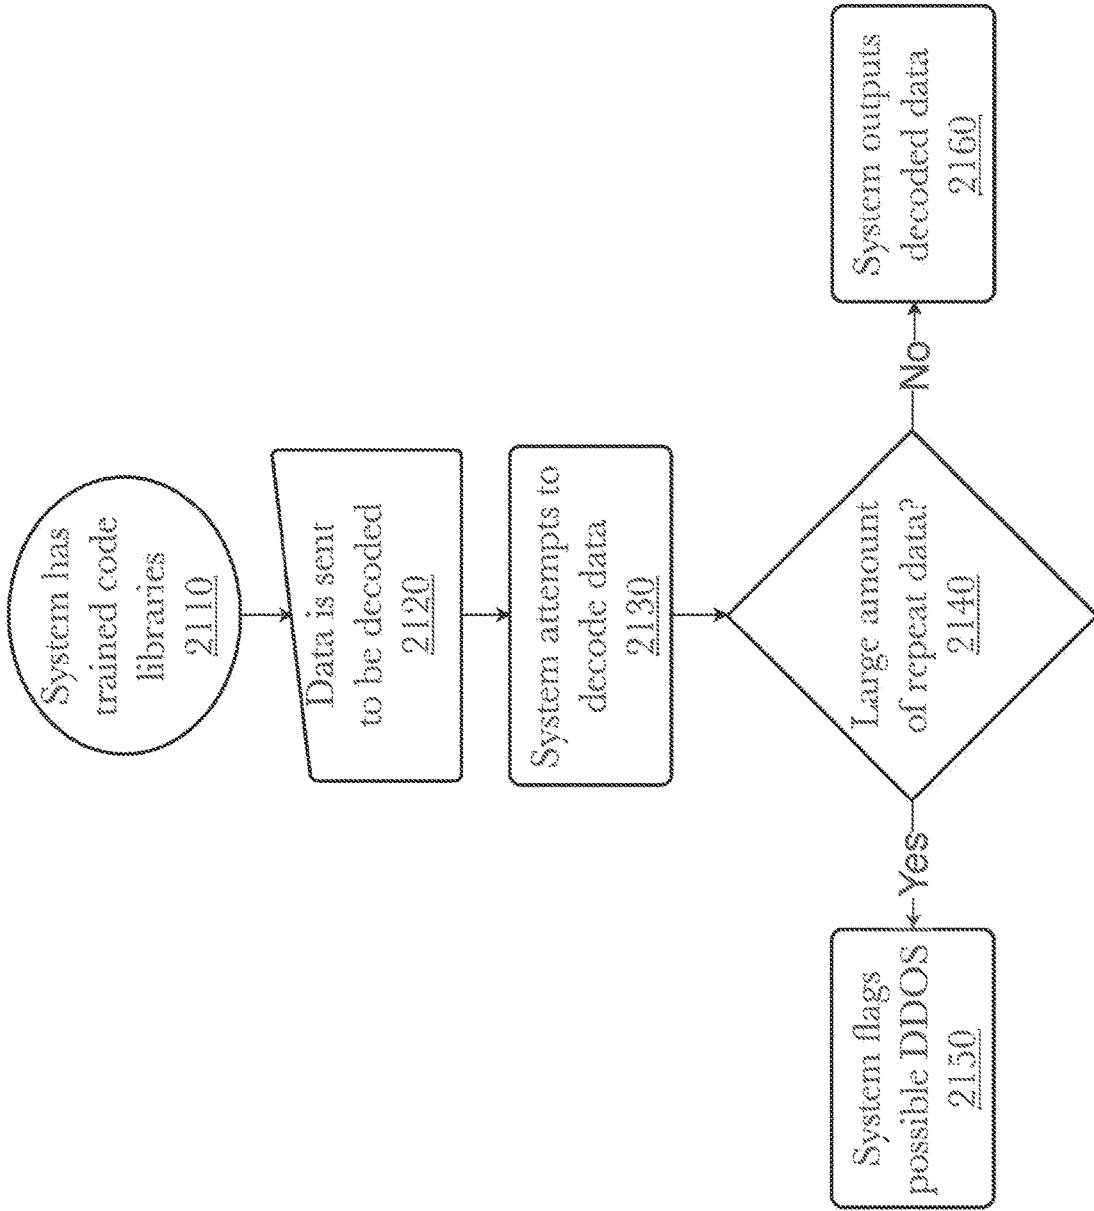 System has
trained code
libraries
2110
Data is sent
to be decoded
2120
System attempts to
decode data
2130
Large amount
of repeat data?
2140
Yes
System flags
possible DDOS
2150
No
System outputs
decoded data
2160